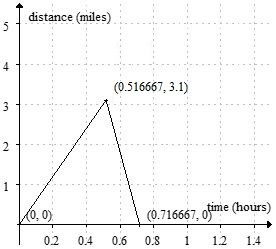 distance (miles)
5
4
(0.516667, 3.1)
3
2
1
time (hours)
(0, 0)
(0.716667, 0)
0.2 0.4 0.6 0.8 1 1.2 1.4